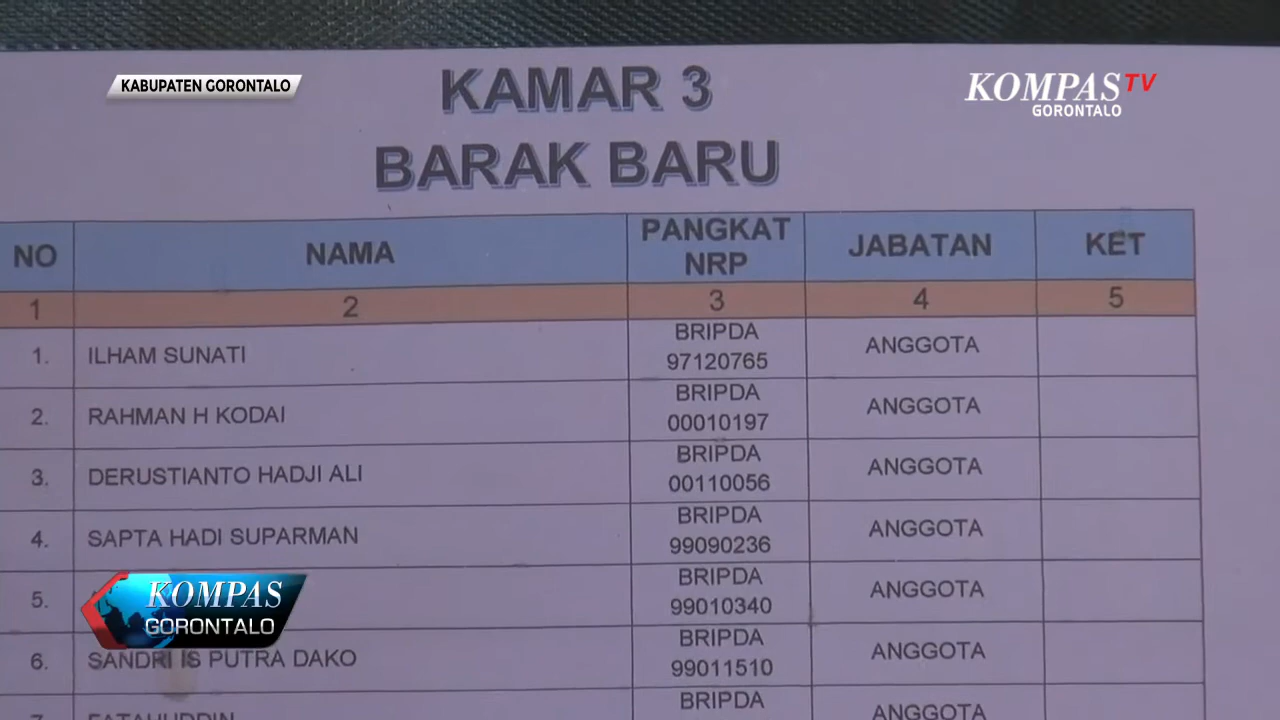 KABUPATEN GORONTALO
KOMPAS TV
GORONTALO
KAMAR 3
BARAK BARU
NO NAMA PANGKAT NRP JABATAN KET
1 2 3 4 5
1. ILHAM SUNATI BRIPDA 97120765 ANGGOTA
2. RAHMAN H KODAI BRIPDA 00010197 ANGGOTA
3. DERUSTIANTO HADJI ALI BRIPDA 00110056 ANGGOTA
4. SAPTA HADI SUPARMAN BRIPDA 99090236 ANGGOTA
5. BRIPDA 99010340 ANGGOTA
6. SANDRI IS PUTRA DAKO BRIPDA 99011510 ANGGOTA
BRIPDA ANGGOTA
KOMPAS
GORONTALO